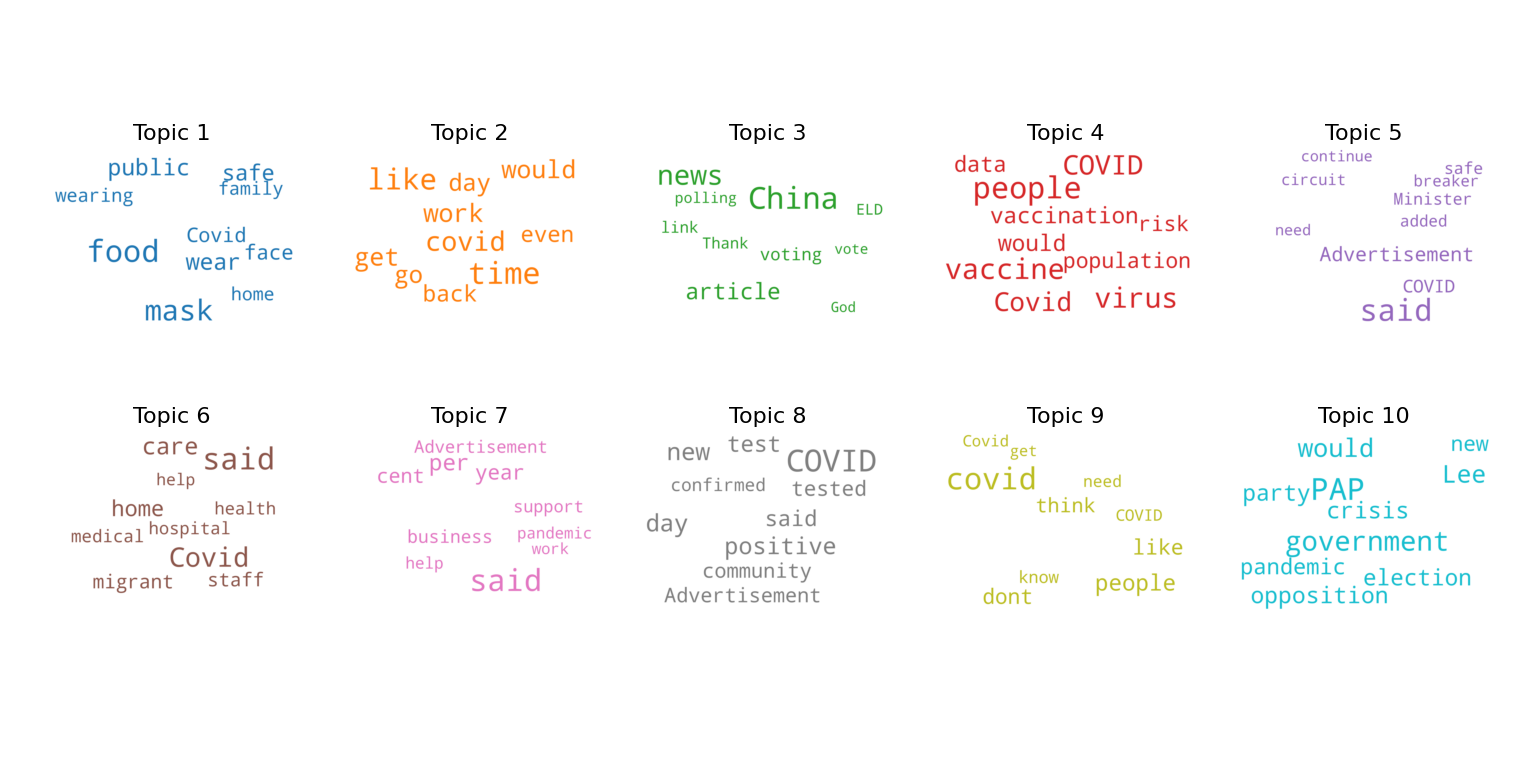 Topic 1
public
safe
family
wearing
Covid
food
wear face
home
mask
Topic 2
would
like day
work
covid even
get
go time
back
Topic 3
news
polling China
ELD
link
Thank
voting vote
article
God
Topic 4
data COVID
people
vaccination risk
would
vaccine population
Covid virus
Topic 5
continue
safe
circuit breaker
Minister
added
need
Advertisement
COVID
said
Topic 6
care said
help
home health
medical hospital
Covid
migrant staff
Topic 7
Advertisement
cent per year
support
business pandemic
work
help
said
Topic 8
new test
COVID
confirmed tested
day said
positive
community
Advertisement
Topic 9
Covid
get
covid need
think
COVID
like
know
dont people
Topic 10
would new
Lee
party PAP
crisis
government
pandemic
election
opposition